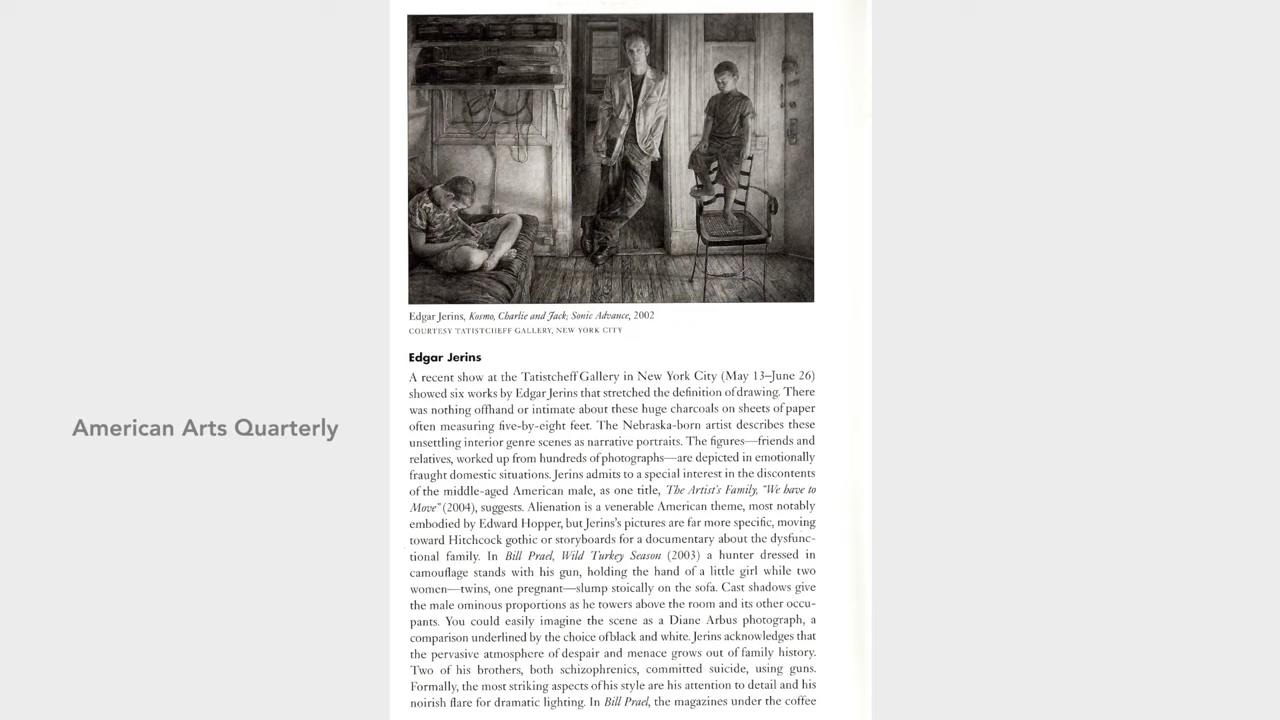 Edgar Jerins, Kosmo, Charlie and Jack; Sonic Advance, 2002
COURTESY TATISTCHEFF GALLERY, NEW YORK CITY
Edgar Jerins
A recent show at the Tatistcheff Gallery in New York City (May 13–June 26)
showed six works by Edgar Jerins that stretched the definition of drawing. There
was nothing offhand or intimate about these huge charcoals on sheets of paper
often measuring five-by-eight feet. The Nebraska-born artist describes these
unsettling interior genre scenes as narrative portraits. The figures—friends and
relatives, worked up from hundreds of photographs—are depicted in emotionally
fraught domestic situations. Jerins admits to a special interest in the discontents
of the middle-aged American male, as one title, The Artist's Family, "We have to
Move" (2004), suggests. Alienation is a venerable American theme, most notably
embodied by Edward Hopper, but Jerins's pictures are far more specific, moving
toward Hitchcock gothic or storyboards for a documentary about the dysfunc-
tional family. In Bill Prael, Wild Turkey Season (2003) a hunter dressed in
camouflage stands with his gun, holding the hand of a little girl while two
women—twins, one pregnant—slump stoically on the sofa. Cast shadows give
the male ominous proportions as he towers above the room and its other occu-
pants. You could easily imagine the scene as a Diane Arbus photograph, a
comparison underlined by the choice of black and white. Jerins acknowledges that
the pervasive atmosphere of despair and menace grows out of family history.
Two of his brothers, both schizophrenics, committed suicide, using guns.
Formally, the most striking aspects of his style are his attention to detail and his
noirish flare for dramatic lighting. In Bill Prael, the magazines under the coffee
American Arts Quarterly